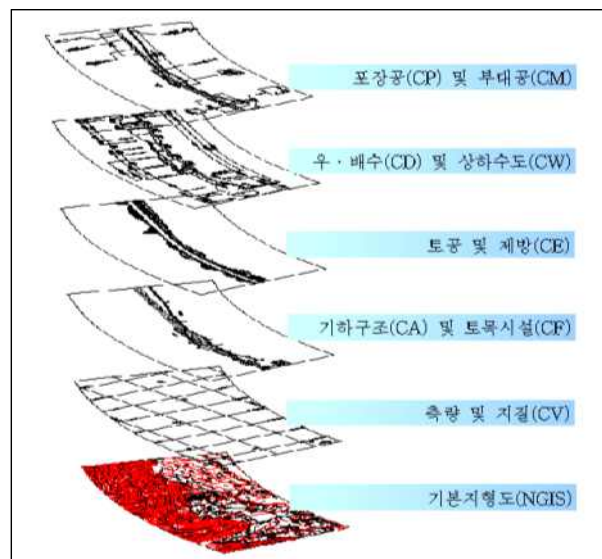 포장공(CP) 및 부대공(CM)
우 · 배수(CD) 및 상하수도(CW)
토공 및 제방(CE)
기하구조(CA) 및 토목시설(CF)
측량 및 지질(CV)
기본지형도(NGIS)